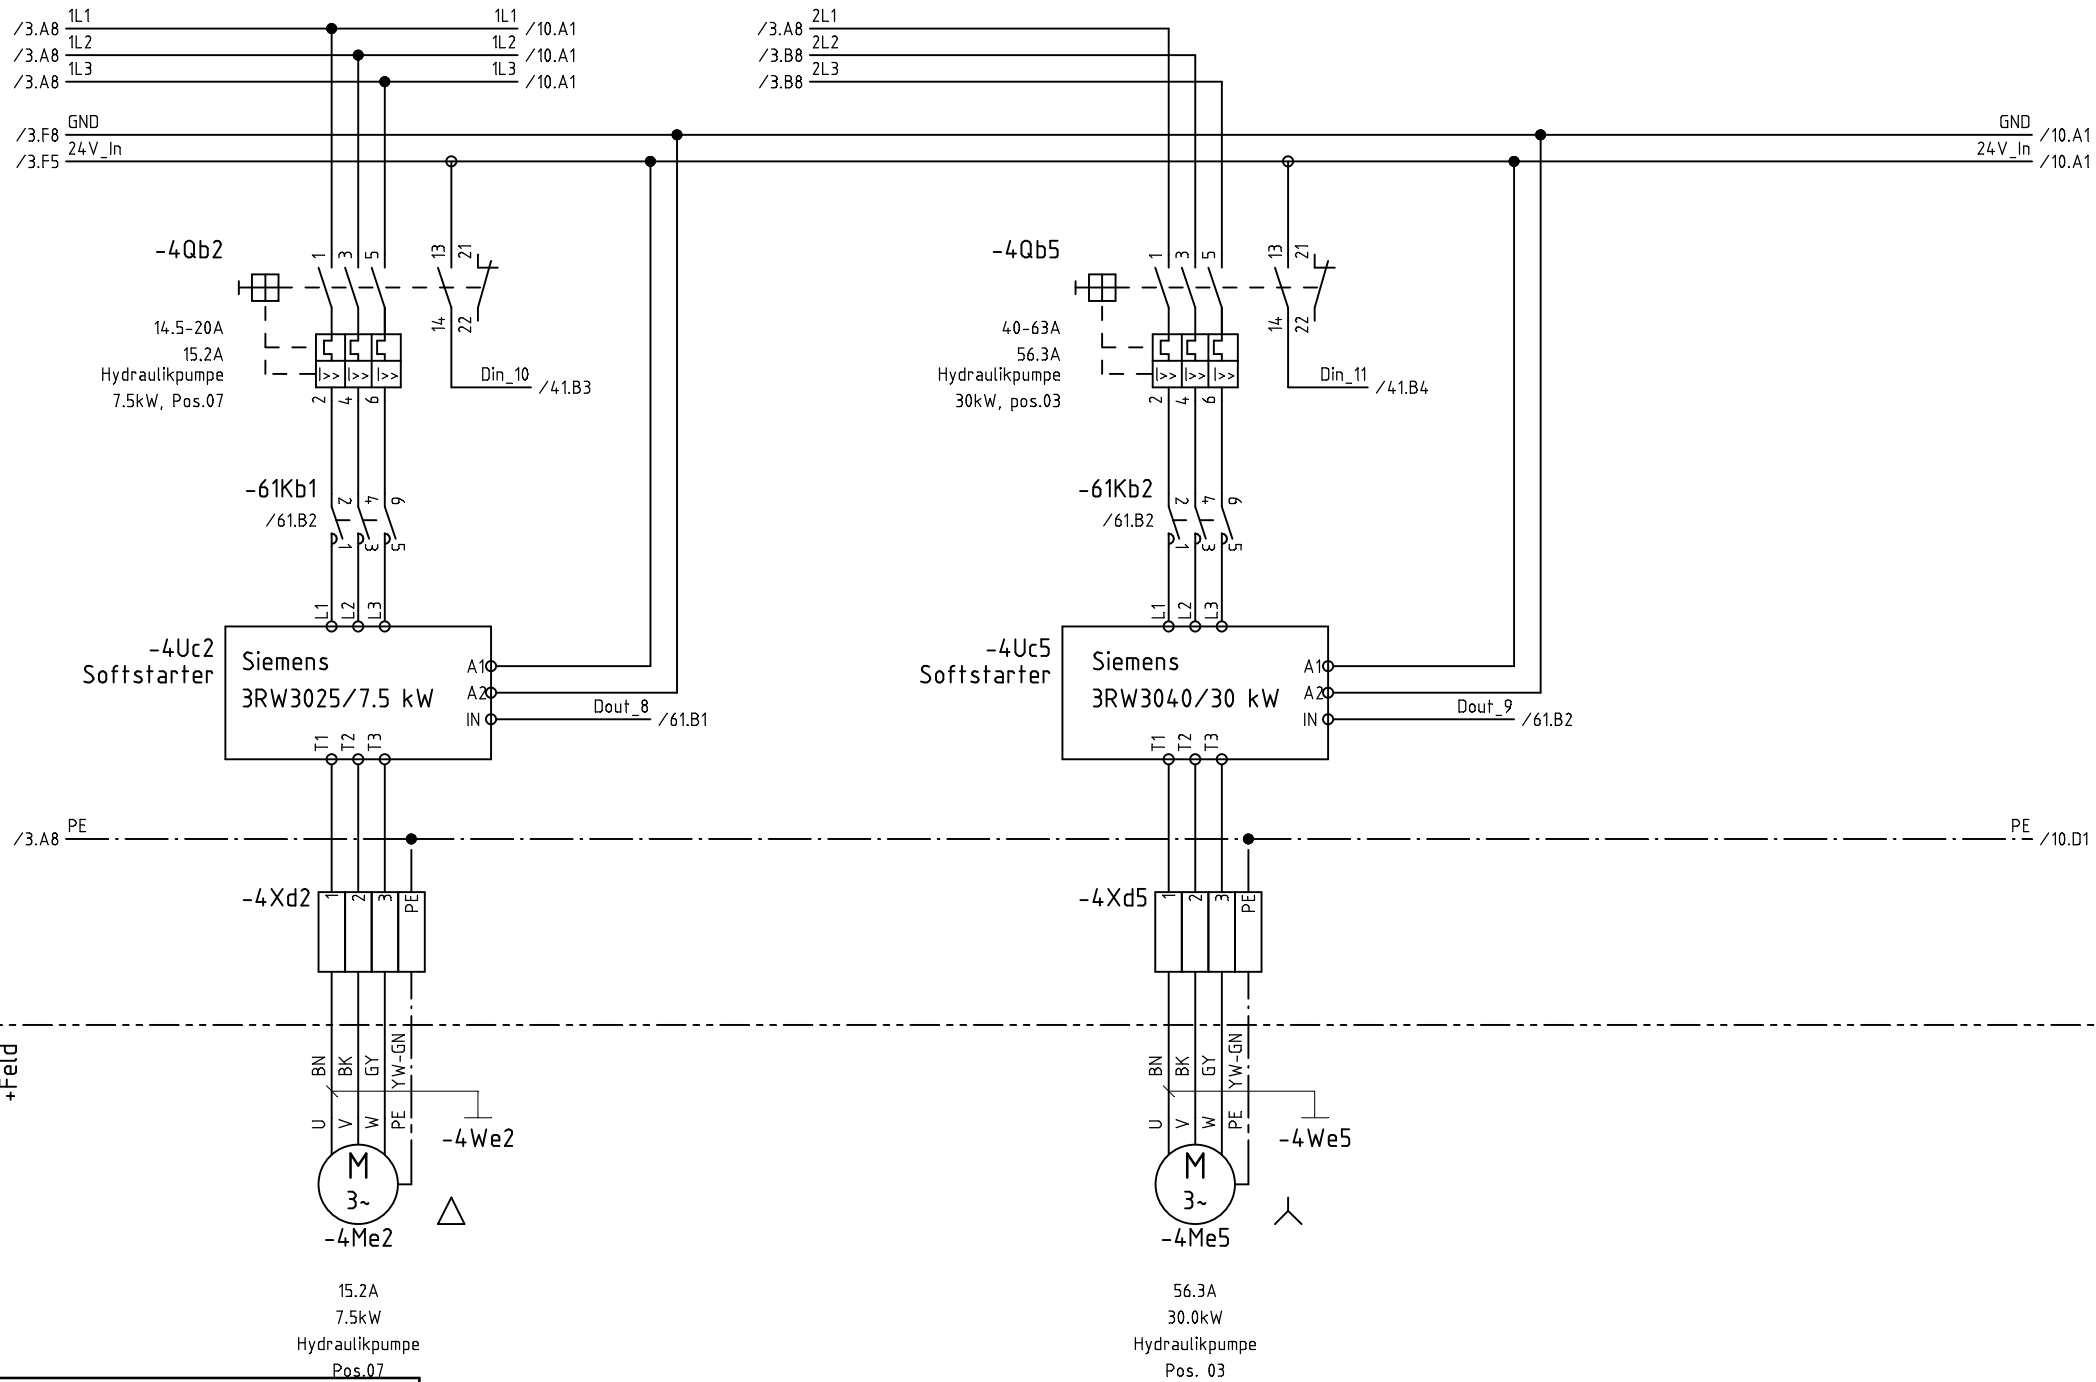 1L1 1L1 2L1
/3.A8 /10.A1 /3.A8
1L2 1L2 2L2
/3.A8 /10.A1 /3.B8
1L3 1L3 2L3
/3.A8 /10.A1 /3.B8
GND GND
/3.F8 /10.A1
24V_In 24V_In
/3.F5 /10.A1
-4Qb2 1 3 5 13 21
14.5-20A 14 22
15.2A
Hydraulikpumpe
7.5kW, Pos.07
I>> I>> I>>
2 4 6
Din_10 /41.B3
-4Qb5 1 3 5 13 21
40-63A 14 22
56.3A
Hydraulikpumpe
30kW, pos.03
I>> I>> I>>
2 4 6
Din_11 /41.B4
-61Kb1 2 4 6
/61.B2 1 3 5
-61Kb2 2 4 6
/61.B2 1 3 5
L1 L2 L3
-4Uc2
Softstarter
Siemens
3RW3025/7.5 kW
A1
A2
IN
Dout_8 /61.B1
T1 T2 T3
L1 L2 L3
-4Uc5
Softstarter
Siemens
3RW3040/30 kW
A1
A2
IN
Dout_9 /61.B2
T1 T2 T3
PE PE
/3.A8 /10.D1
-4Xd2 1 2 3 PE
-4Xd5 1 2 3 PE
+Feld
BN BK GY YW-GN
U V W PE
-4We2
M
3~
-4Me2
15.2A
7.5kW
Hydraulikpumpe
Pos.07
BN BK GY YW-GN
U V W PE
-4We5
M
3~
-4Me5
56.3A
30.0kW
Hydraulikpumpe
Pos. 03